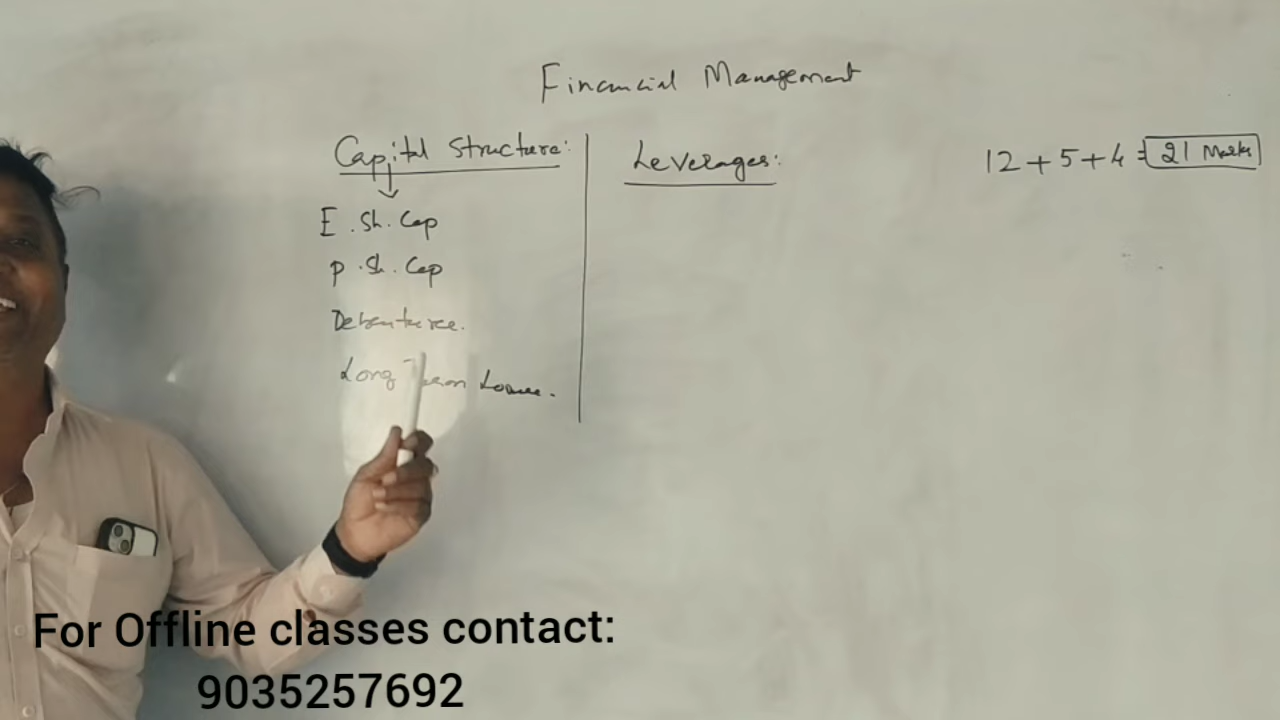 Financial Management
Capital Structure:
E. Sh. Cap
P. Sh. Cap
Debentures.
Long Term Loans.
Leverages:
12 + 5 + 4 = 21 Marks
For Offline classes contact:
9035257692